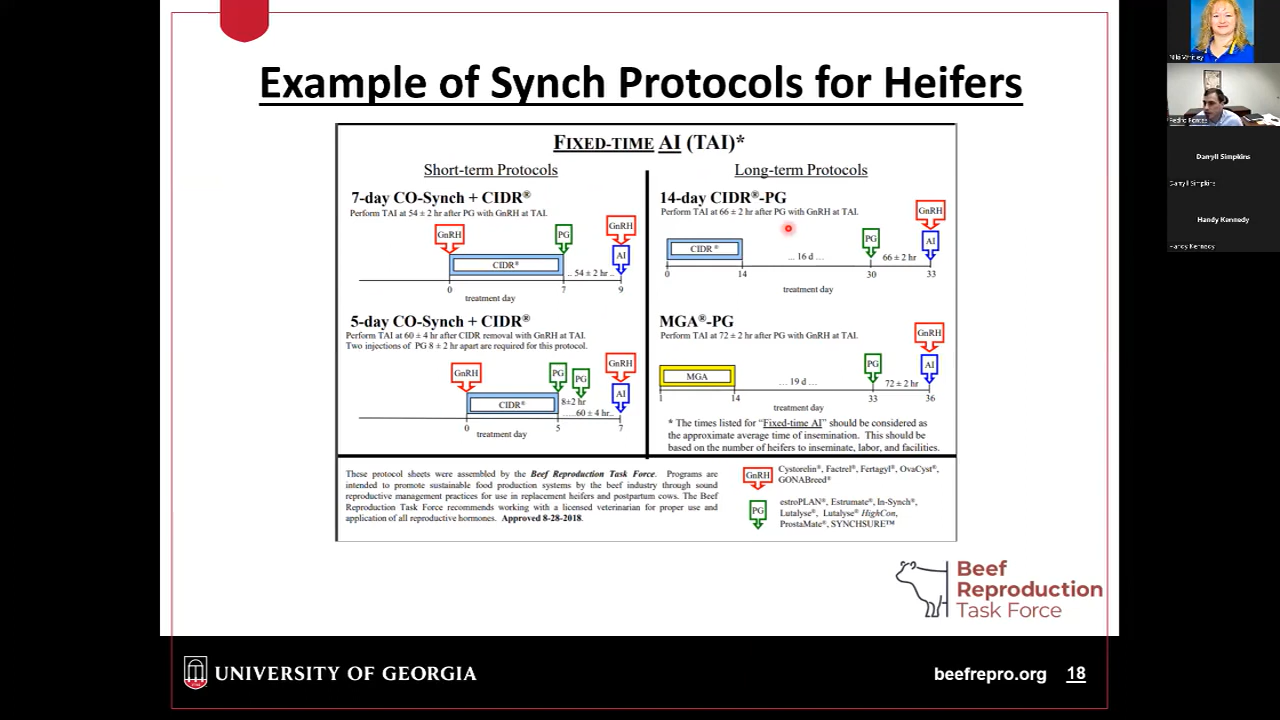 Example of Synch Protocols for Heifers
FIXED-TIME AI (TAI)*
Short-term Protocols
7-day CO-Synch + CIDR®
Perform TAI at 54 ± 2 hr after PG with GnRH at TAI.
GnRH
PG
GnRH
AI
CIDR®
.. 54 ± 2 hr ..
0
7
9
treatment day
5-day CO-Synch + CIDR®
Perform TAI at 60 ± 4 hr after CIDR removal with GnRH at TAI.
Two injections of PG 8 ± 2 hr apart are required for this protocol.
GnRH
PG
PG
GnRH
AI
CIDR®
8±2 hr
.....60 ± 4 hr..
0
5
7
treatment day
Long-term Protocols
14-day CIDR®-PG
Perform TAI at 66 ± 2 hr after PG with GnRH at TAI.
GnRH
PG
AI
CIDR ®
... 16 d ...
66 ± 2 hr
0
14
30
33
treatment day
MGA®-PG
Perform TAI at 72 ± 2 hr after PG with GnRH at TAI.
GnRH
PG
AI
MGA
... 19 d ...
72 ± 2 hr
1
14
33
36
treatment day
* The times listed for “Fixed-time AI” should be considered as
the approximate average time of insemination. This should be
based on the number of heifers to inseminate, labor, and facilities.
These protocol sheets were assembled by the Beef Reproduction Task Force. Programs are
intended to promote sustainable food production systems by the beef industry through sound
reproductive management practices for use in replacement heifers and postpartum cows. The Beef
Reproduction Task Force recommends working with a licensed veterinarian for proper use and
application of all reproductive hormones. Approved 8-28-2018.
GnRH
Cystorelin®, Factrel®, Fertagyl®, OvaCyst®,
GONABreed®
PG
estroPLAN®, Estrumate®, In-Synch®,
Lutalyse®, Lutalyse® HighCon,
ProstaMate®, SYNCHSURE™
Beef
Reproduction
Task Force
UNIVERSITY OF GEORGIA
beefrepro.org
18
Pedro Fontes
Darryll Simpkins
Darryll Simpkins
Handy Kennedy
Handy Kennedy